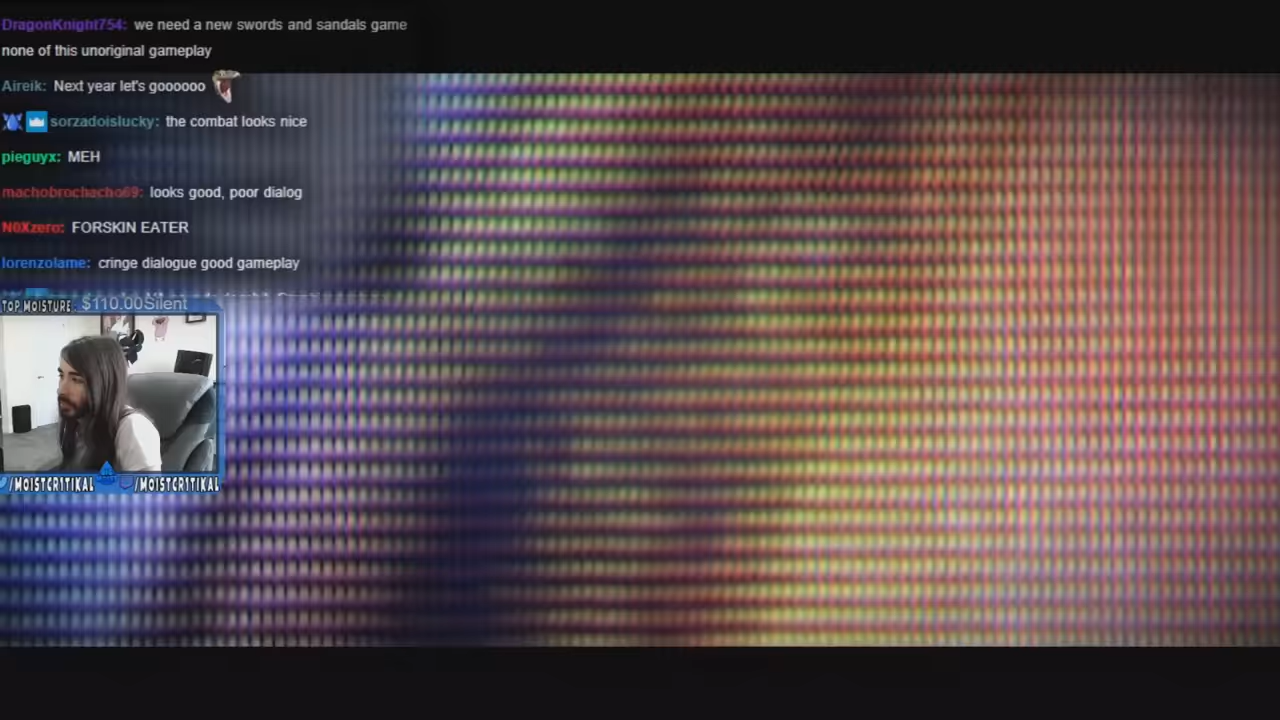 DragonKnight754: we need a new swords and sandals game
none of this unoriginal gameplay
Aireik: Next year let's goooooo
sorzadoislucky: the combat looks nice
pieguyx: MEH
machobrochacho69: looks good, poor dialog
N0Xzero: FORSKIN EATER
lorenzolame: cringe dialogue good gameplay
TOP MOISTURE: $110.00Silent
/MOISTCR1TIKAL /MOISTCR1TIKAL